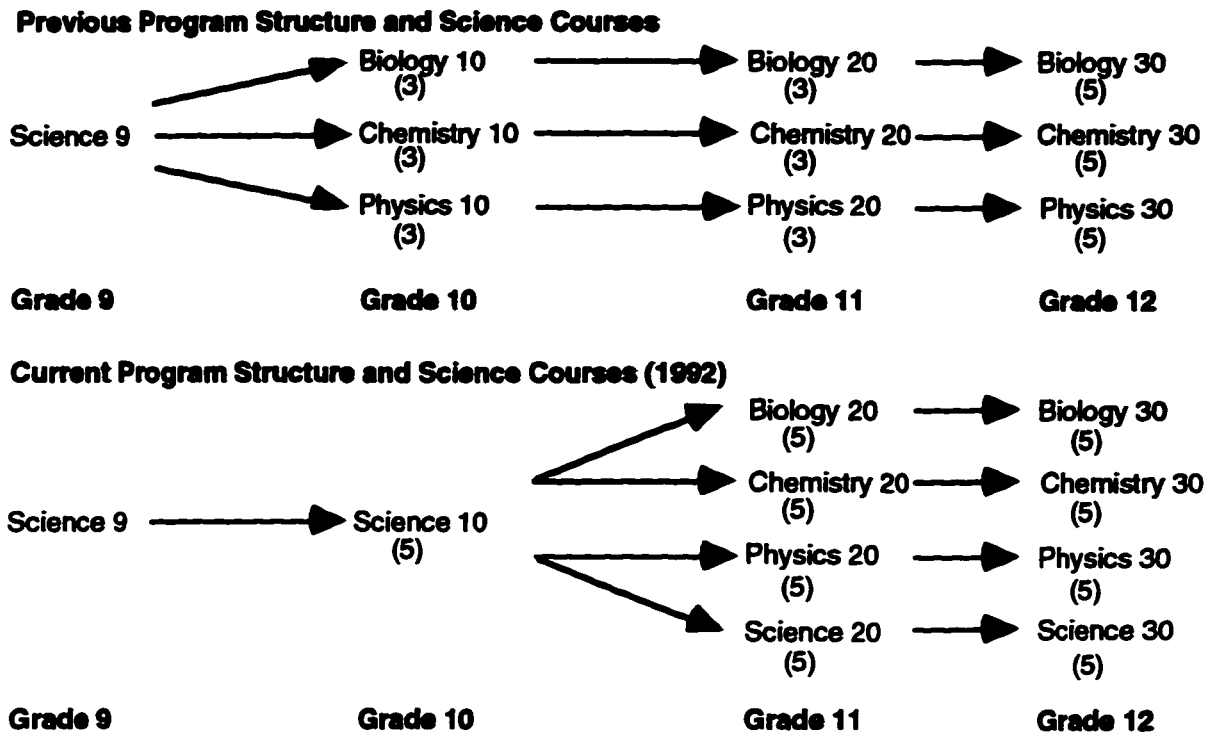 Previous Program Structure and Science Courses
Biology 10 Biology 20 Biology 30
(3) (3) (5)
Science 9 Chemistry 10 Chemistry 20 Chemistry 30
(3) (3) (5)
Physics 10 Physics 20 Physics 30
(3) (3) (5)
Grade 9 Grade 10 Grade 11 Grade 12
Current Program Structure and Science Courses (1992)
Biology 20 Biology 30
(5) (5)
Chemistry 20 Chemistry 30
(5) (5)
Science 9 Science 10
(5)
Physics 20 Physics 30
(5) (5)
Science 20 Science 30
(5) (5)
Grade 9 Grade 10 Grade 11 Grade 12